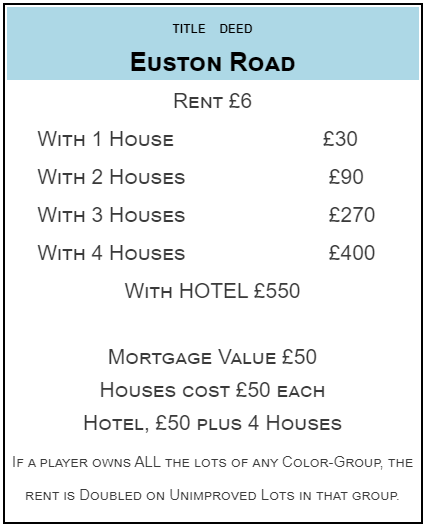 TITLE DEED
EUSTON ROAD
RENT £6
WITH 1 HOUSE £30
WITH 2 HOUSES £90
WITH 3 HOUSES £270
WITH 4 HOUSES £400
WITH HOTEL £550
MORTGAGE VALUE £50
HOUSES COST £50 EACH
HOTEL, £50 PLUS 4 HOUSES
IF A PLAYER OWNS ALL THE LOTS OF ANY COLOR-GROUP, THE
RENT IS DOUBLED ON UNIMPROVED LOTS IN THAT GROUP.